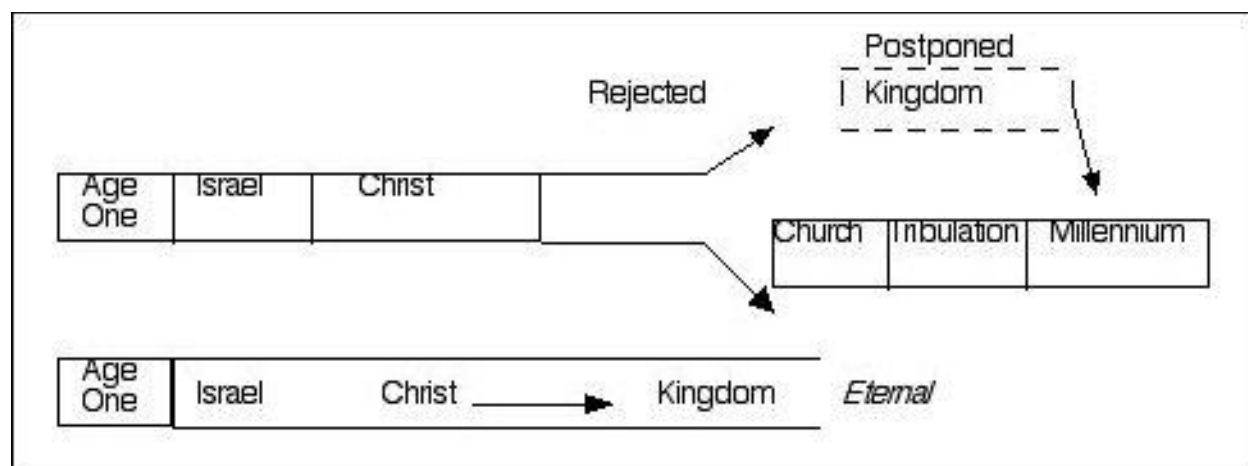 Postponed
Rejected
Kingdom
Age
One
Israel
Christ
Church
Tribulation
Millennium
Age
One
Israel
Christ
Kingdom
Eternal